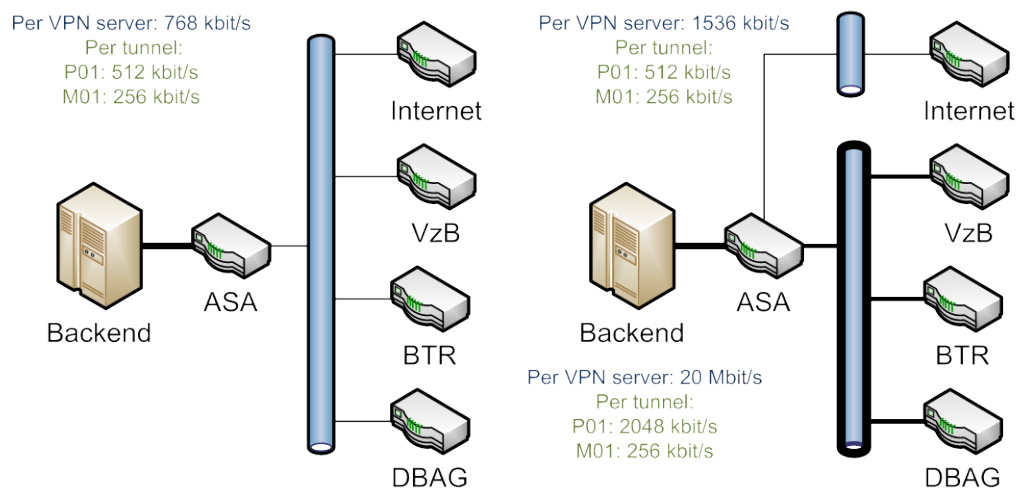 Per VPN server: 768 kbit/s
Per tunnel:
P01: 512 kbit/s
M01: 256 kbit/s
Internet
VzB
Backend
ASA
BTR
DBAG
Per VPN server: 1536 kbit/s
Per tunnel:
P01: 512 kbit/s
M01: 256 kbit/s
Internet
VzB
Backend
ASA
BTR
Per VPN server: 20 Mbit/s
Per tunnel:
P01: 2048 kbit/s
M01: 256 kbit/s
DBAG